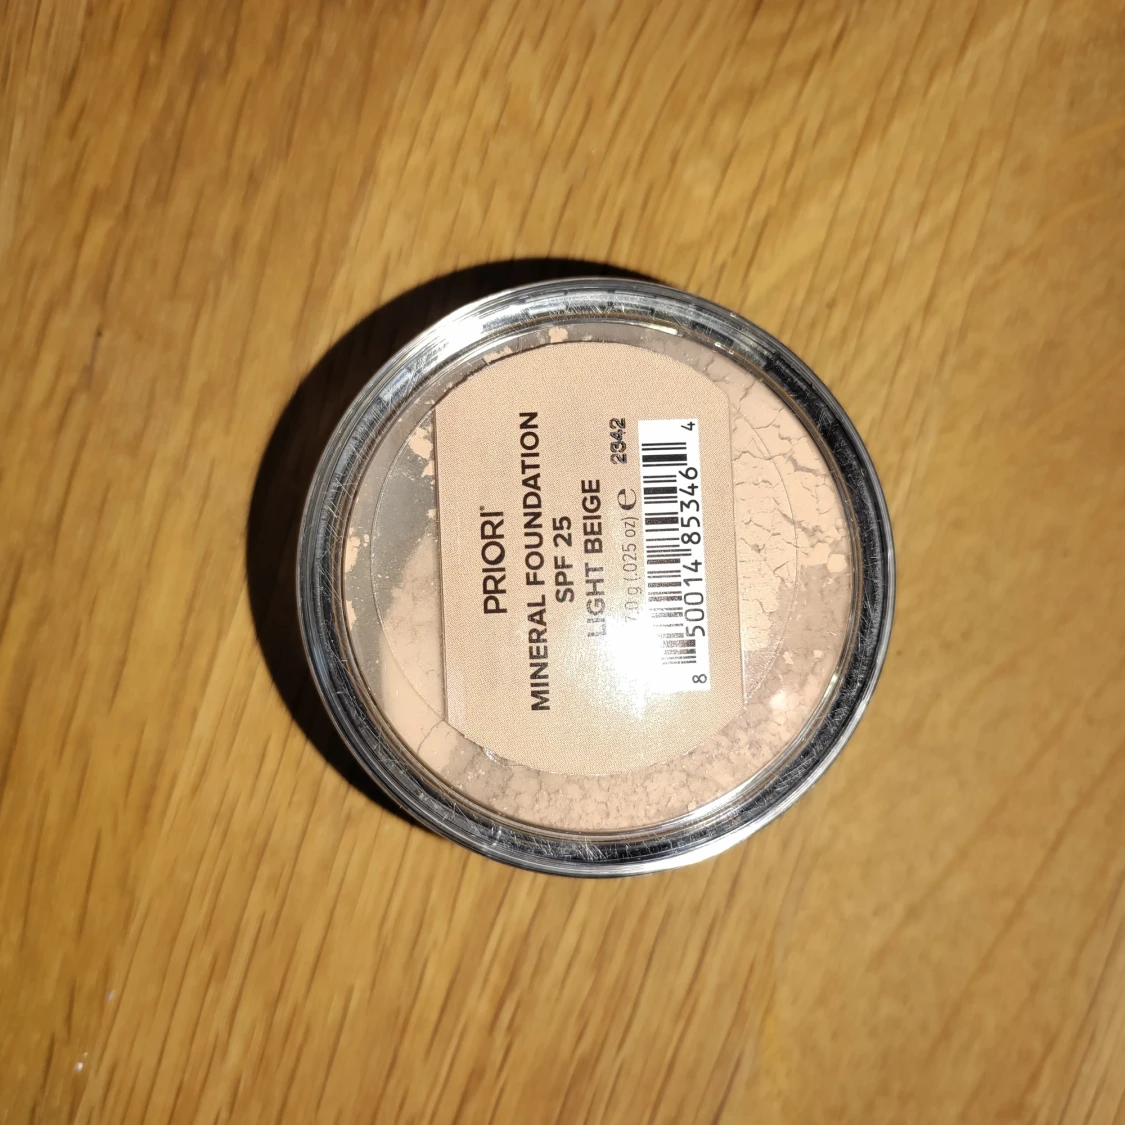 PRIORI®
MINERAL FOUNDATION
SPF 25
LIGHT BEIGE
7.0 g (.025 oz) ℮ 2342
8 50014 85346 4